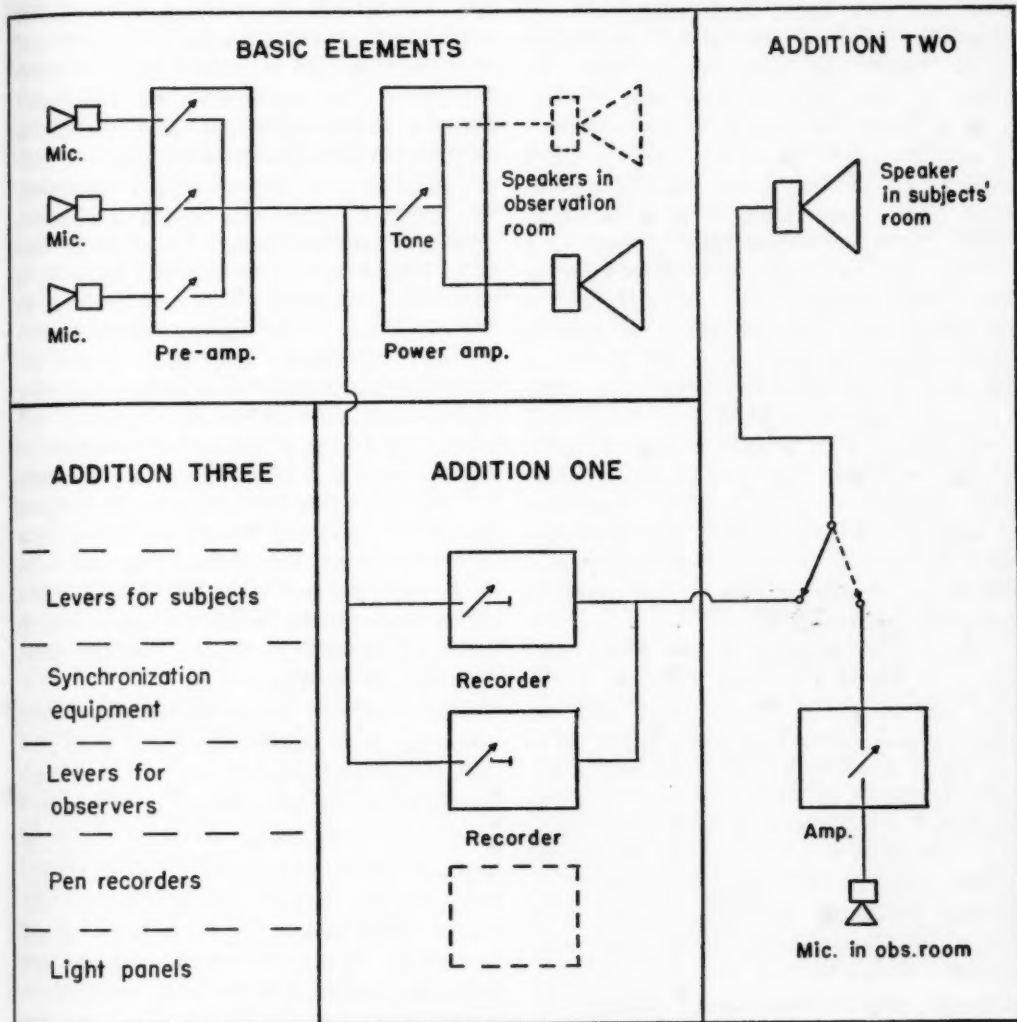 BASIC ELEMENTS
Mic.
Mic.
Mic.
Pre-amp.
Tone
Power amp.
Speakers in
observation
room
ADDITION TWO
Speaker
in subjects'
room
Amp.
Mic. in obs.room
ADDITION THREE
Levers for subjects
Synchronization
equipment
Levers for
observers
Pen recorders
Light panels
ADDITION ONE
Recorder
Recorder